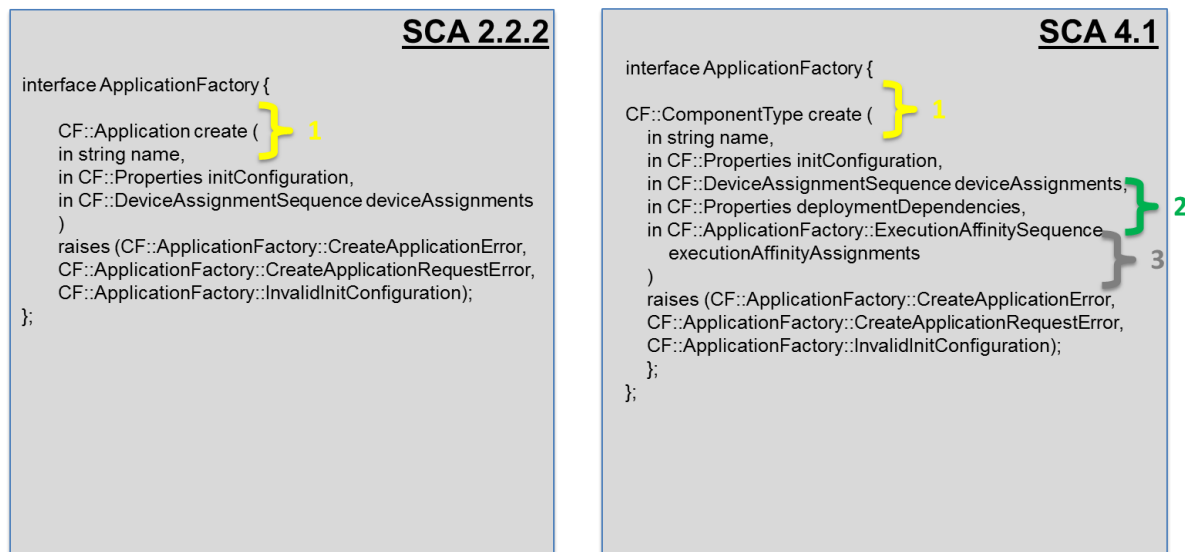 SCA 2.2.2
interface ApplicationFactory {
CF::Application create (
1
in string name,
in CF::Properties initConfiguration,
in CF::DeviceAssignmentSequence deviceAssignments
)
raises (CF::ApplicationFactory::CreateApplicationError,
CF::ApplicationFactory::CreateApplicationRequestError,
CF::ApplicationFactory::InvalidInitConfiguration);
};
SCA 4.1
interface ApplicationFactory {
1
CF::ComponentType create (
in string name,
in CF::Properties initConfiguration,
in CF::DeviceAssignmentSequence deviceAssignments,
in CF::Properties deploymentDependencies,
2
in CF::ApplicationFactory::ExecutionAffinitySequence
executionAffinityAssignments
3
)
raises (CF::ApplicationFactory::CreateApplicationError,
CF::ApplicationFactory::CreateApplicationRequestError,
CF::ApplicationFactory::InvalidInitConfiguration);
};
};